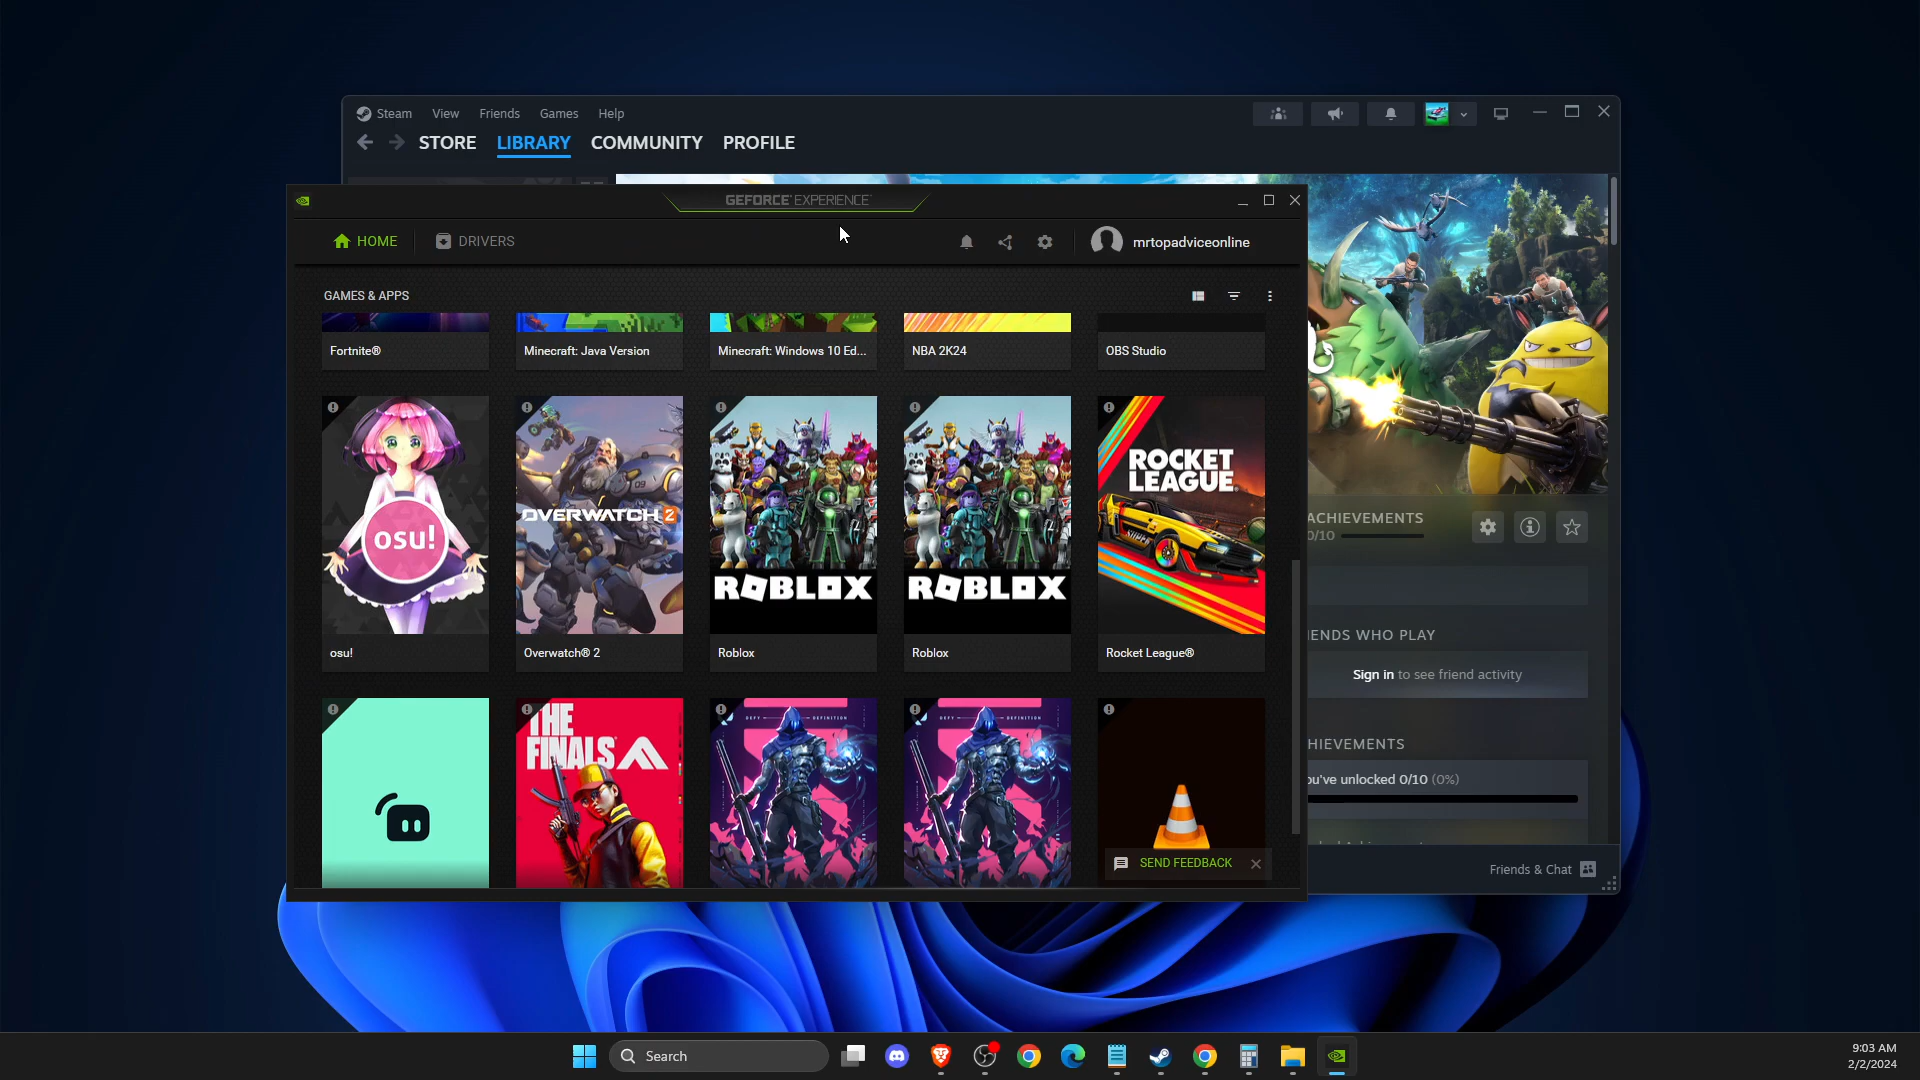 Steam View Friends Games Help
STORE LIBRARY COMMUNITY PROFILE
GEFORCE® EXPERIENCE™
HOME DRIVERS mrtopadviceonline
GAMES & APPS
Fortnite® Minecraft: Java Version Minecraft: Windows 10 Ed... NBA 2K24 OBS Studio
osu!
OVERWATCH 2
ROBLOX
ROBLOX
ROCKET
LEAGUE
SUPER
09
osu! Overwatch® 2 Roblox Roblox Rocket League®
THE
FINALS
DEFY DEFINITION
DEFY DEFINITION
SEND FEEDBACK
ACHIEVEMENTS
0/10
IENDS WHO PLAY
Sign in to see friend activity
HIEVEMENTS
ou've unlocked 0/10 (0%)
Friends & Chat
Search
9:03 AM
2/2/2024